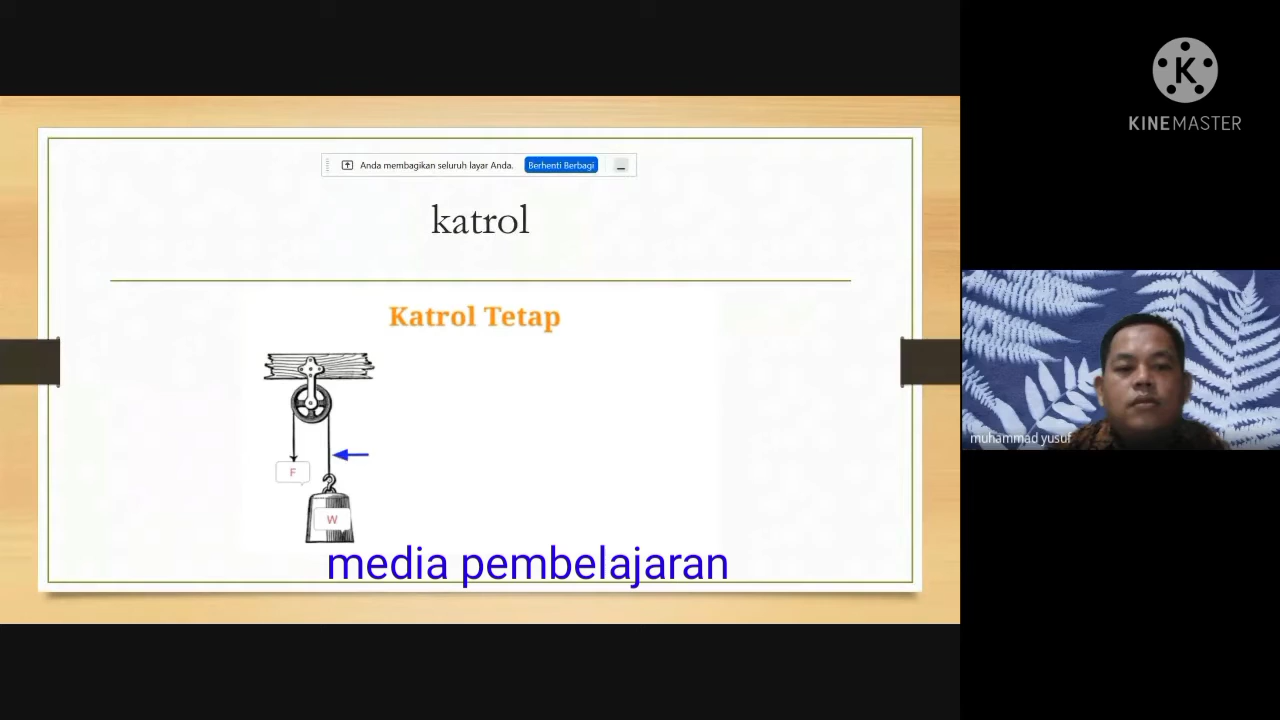 Anda membagikan seluruh layar Anda. Berhenti Berbagi
katrol
Katrol Tetap
F
W
media pembelajaran
K
KINEMASTER
muhammad yusuf